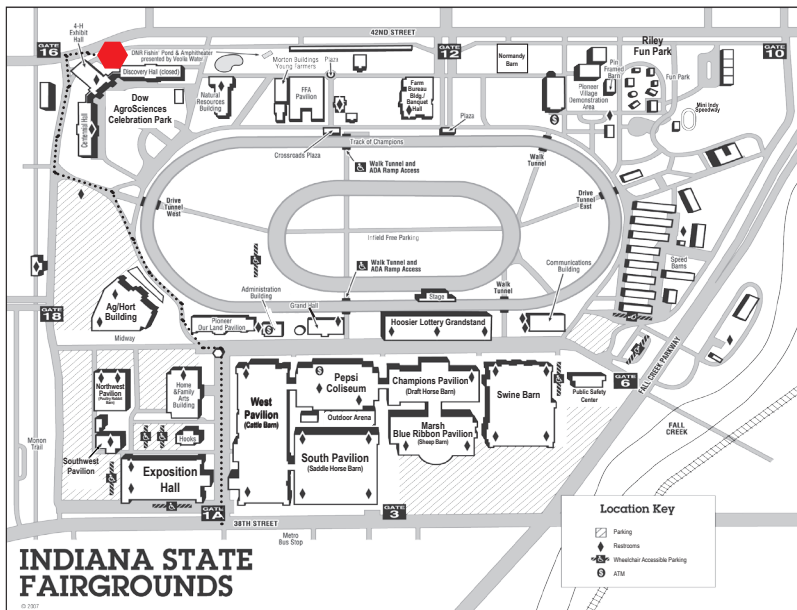 42ND STREET
GATE
16
4-H
Exhibit
Hall
DNR Fishin' Pond & Amphitheater
presented by Veolia Water
Discovery Hall (closed)
Morton Buildings
Young Farmers
Plaza
GATE
12
Normandy
Barn
Riley
Fun Park
GATE
10
Dow
AgroSciences
Celebration Park
Centennial Hall
Natural
Resources
Building
FFA
Pavilion
Farm
Bureau
Bldg./
Banquet
Hall
Pioneer
Village
Demonstration
Area
Pin
Framed
Barn
Fun Park
Mini Indy
Speedway
Plaza
Crossroads Plaza
Track of Champions
Walk Tunnel and
ADA Ramp Access
Walk
Tunnel
Drive
Tunnel
West
Drive
Tunnel
East
Infield Free Parking
Speed
Barns
Walk Tunnel and
ADA Ramp Access
Communications
Building
Administration
Building
Walk
Tunnel
Stage
Grand Hall
Ag/Hort
Building
GATE
18
Pioneer
Our Land Pavilion
Hoosier Lottery Grandstand
Midway
FALL CREEK PARKWAY
GATE
6
Northwest
Pavilion
(Poultry Rabbit
Barn)
Home
&Family
Arts
Building
West
Pavilion
(Cattle Barn)
Pepsi
Coliseum
Champions Pavilion
(Draft Horse Barn)
Swine Barn
Public Safety
Center
Outdoor Arena
Marsh
Blue Ribbon Pavilion
(Sheep Barn)
FALL
CREEK
Monon
Trail
Hooks
Southwest
Pavilion
Exposition
Hall
South Pavilion
(Saddle Horse Barn)
GATE
1A
GATE
3
38TH STREET
Metro
Bus Stop
Location Key
Parking
Restrooms
Wheelchair Accessible Parking
$ ATM
INDIANA STATE
FAIRGROUNDS
© 2007